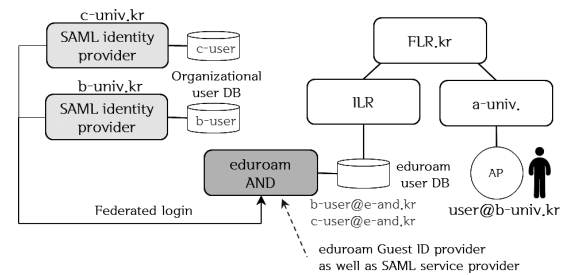 c-univ.kr
SAML identity
provider
c-user
Organizational
user DB
b-univ.kr
SAML identity
provider
b-user
FLR.kr
ILR
a-univ.
eduroam
AND
eduroam
user DB
AP
b-user@e-and.kr
c-user@e-and.kr
user@b-univ.kr
Federated login
eduroam Guest ID provider
as well as SAML service provider